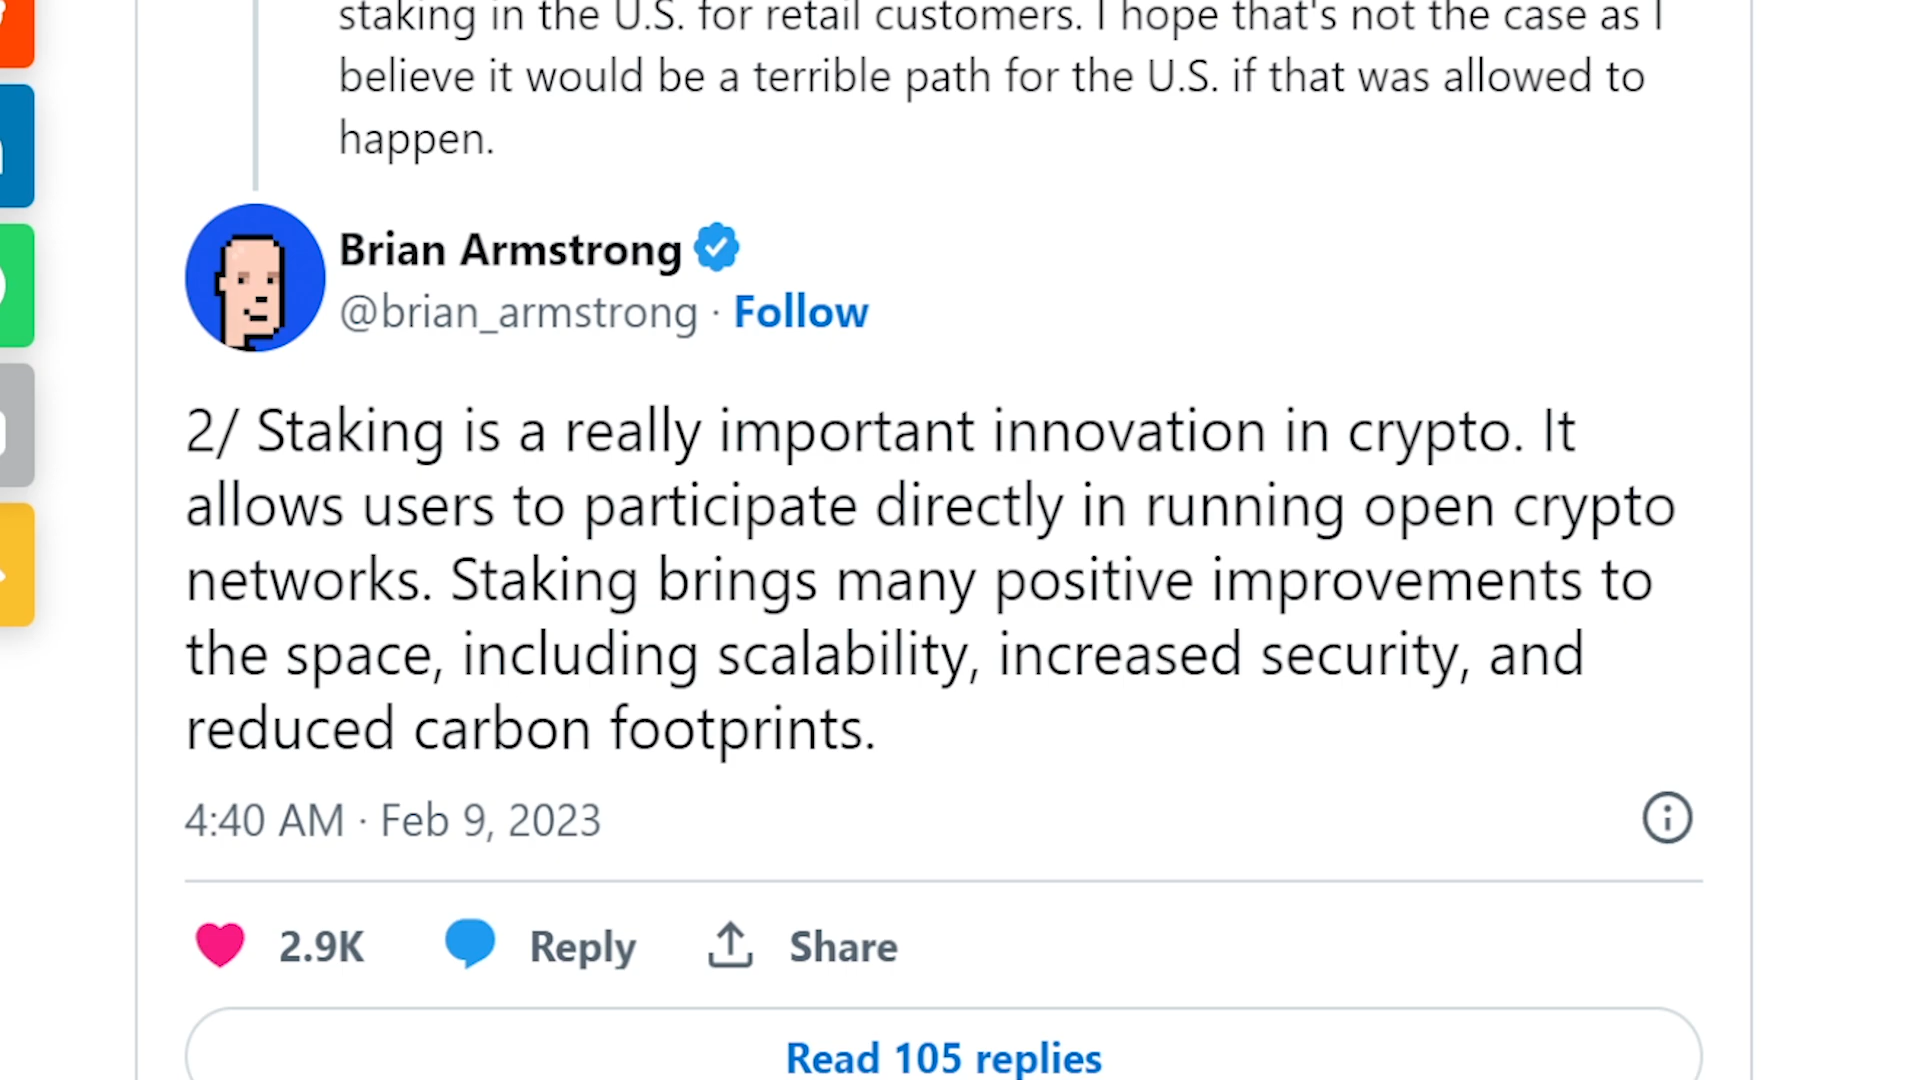 staking in the U.S. for retail customers. I hope that's not the case as I
believe it would be a terrible path for the U.S. if that was allowed to
happen.
Brian Armstrong
@brian_armstrong · Follow
2/ Staking is a really important innovation in crypto. It
allows users to participate directly in running open crypto
networks. Staking brings many positive improvements to
the space, including scalability, increased security, and
reduced carbon footprints.
4:40 AM · Feb 9, 2023
2.9K Reply Share
Read 105 replies